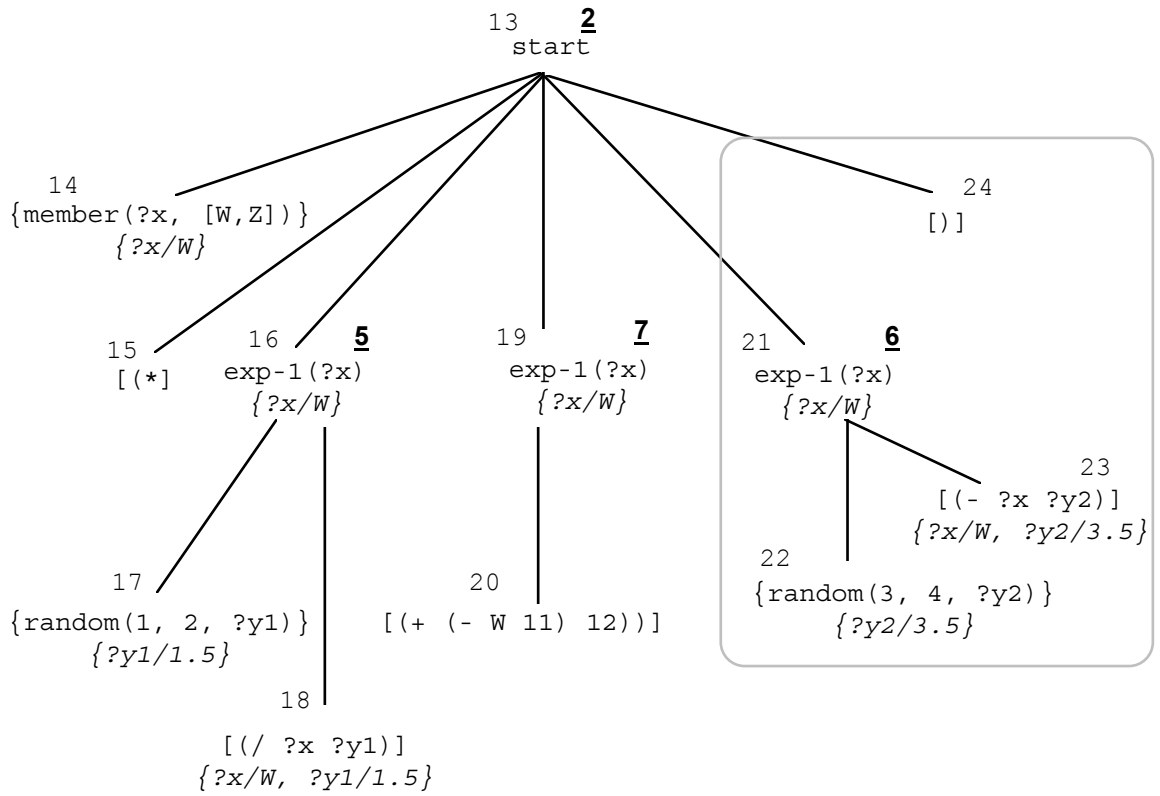 13 2
start
14
{member(?x, [W,Z])}
{?x/W}
24
[)]
15
[(*]
16 5
exp-1(?x)
{?x/W}
19 7
exp-1(?x)
{?x/W}
21 6
exp-1(?x)
{?x/W}
23
[(- ?x ?y2)]
{?x/W, ?y2/3.5}
17
{random(1, 2, ?y1)}
{?y1/1.5}
20
[(+ (- W 11) 12))]
22
{random(3, 4, ?y2)}
{?y2/3.5}
18
[(/ ?x ?y1)]
{?x/W, ?y1/1.5}